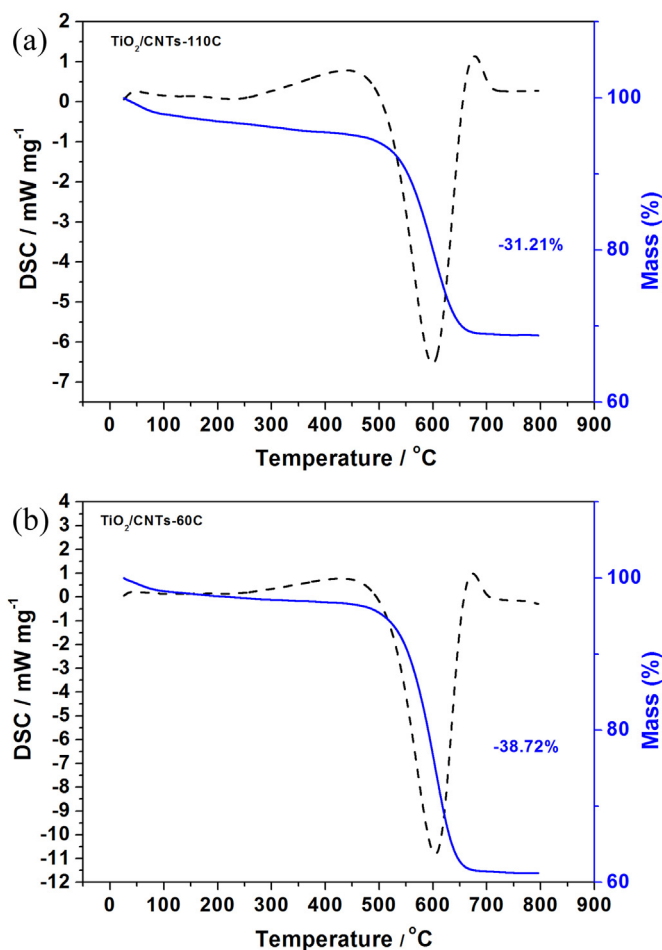 (a)
TiO₂/CNTs-110C
DSC / mW mg⁻¹
2
1
0
-1
-2
-3
-4
-5
-6
-7
-31.21%
100
80
60
Mass (%)
0 100 200 300 400 500 600 700 800 900
Temperature / °C
(b)
TiO₂/CNTs-60C
DSC / mW mg⁻¹
4
3
2
1
0
-1
-2
-3
-4
-5
-6
-7
-8
-9
-10
-11
-12
-38.72%
100
80
60
Mass (%)
0 100 200 300 400 500 600 700 800 900
Temperature / °C